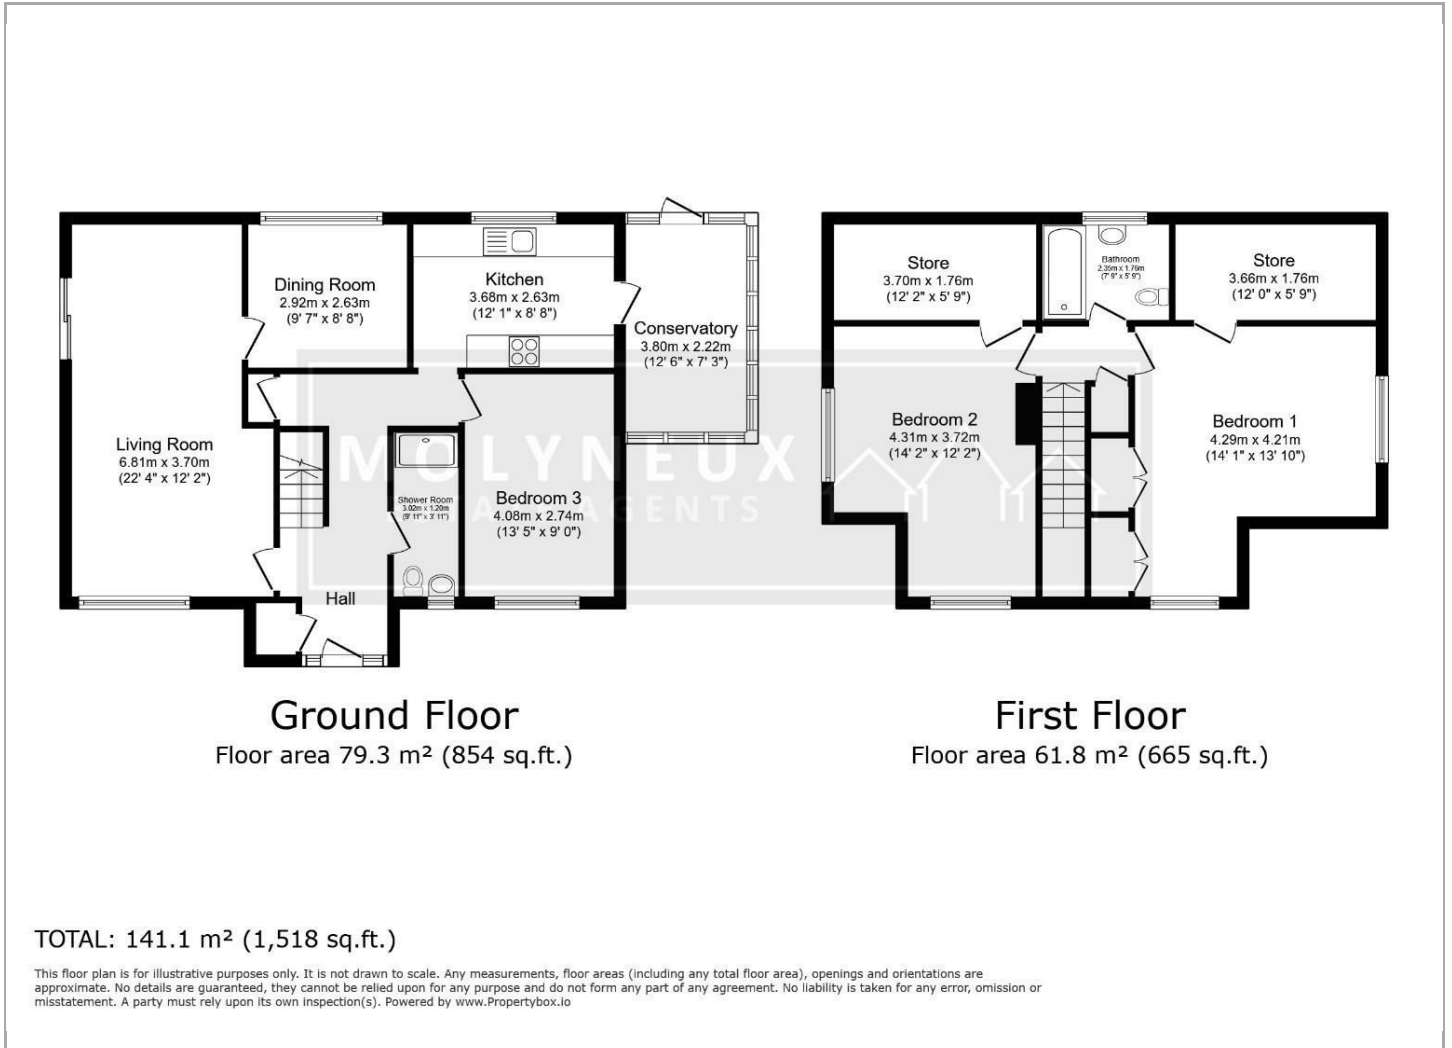 Dining Room
2.92m x 2.63m
(9' 7" x 8' 8")
Kitchen
3.68m x 2.63m
(12' 1" x 8' 8")
Conservatory
3.80m x 2.22m
(12' 6" x 7' 3")
Living Room
6.81m x 3.70m
(22' 4" x 12' 2")
Shower Room
3.02m x 1.20m
(9' 11" x 3' 11")
Bedroom 3
4.08m x 2.74m
(13' 5" x 9' 0")
Hall
Store
3.70m x 1.76m
(12' 2" x 5' 9")
Bathroom
2.35m x 1.76m
(7' 9" x 5' 9")
Store
3.66m x 1.76m
(12' 0" x 5' 9")
Bedroom 2
4.31m x 3.72m
(14' 2" x 12' 2")
Bedroom 1
4.29m x 4.21m
(14' 1" x 13' 10")
MOLYNEUX
ESTATE AGENTS
Ground Floor
Floor area 79.3 m² (854 sq.ft.)
First Floor
Floor area 61.8 m² (665 sq.ft.)
TOTAL: 141.1 m² (1,518 sq.ft.)
This floor plan is for illustrative purposes only. It is not drawn to scale. Any measurements, floor areas (including any total floor area), openings and orientations are
approximate. No details are guaranteed, they cannot be relied upon for any purpose and do not form any part of any agreement. No liability is taken for any error, omission or
misstatement. A party must rely upon its own inspection(s). Powered by www.Propertybox.io